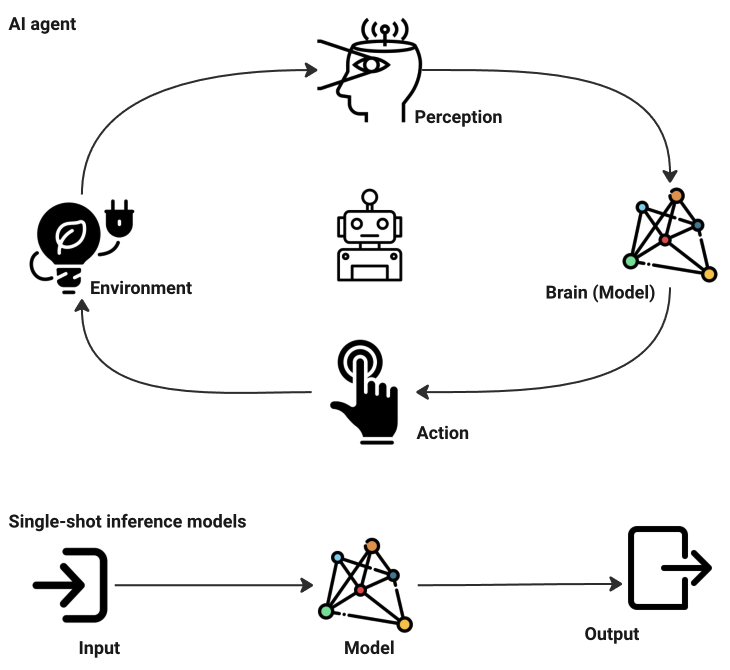 AI agent
Perception
Environment
Brain (Model)
Action
Single-shot inference models
Input
Model
Output